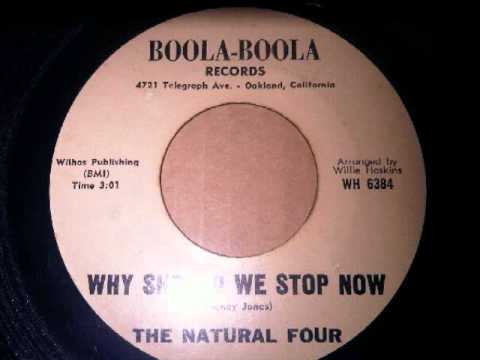 BOOLA-BOOLA
RECORDS
4721 Telegraph Ave. - Oakland, California
Wilhos Publishing
(BMI)
Time 3:01
Arranged by
Willie Hoskins
WH 6384
WHY WE STOP NOW
Jones)
THE NATURAL FOUR